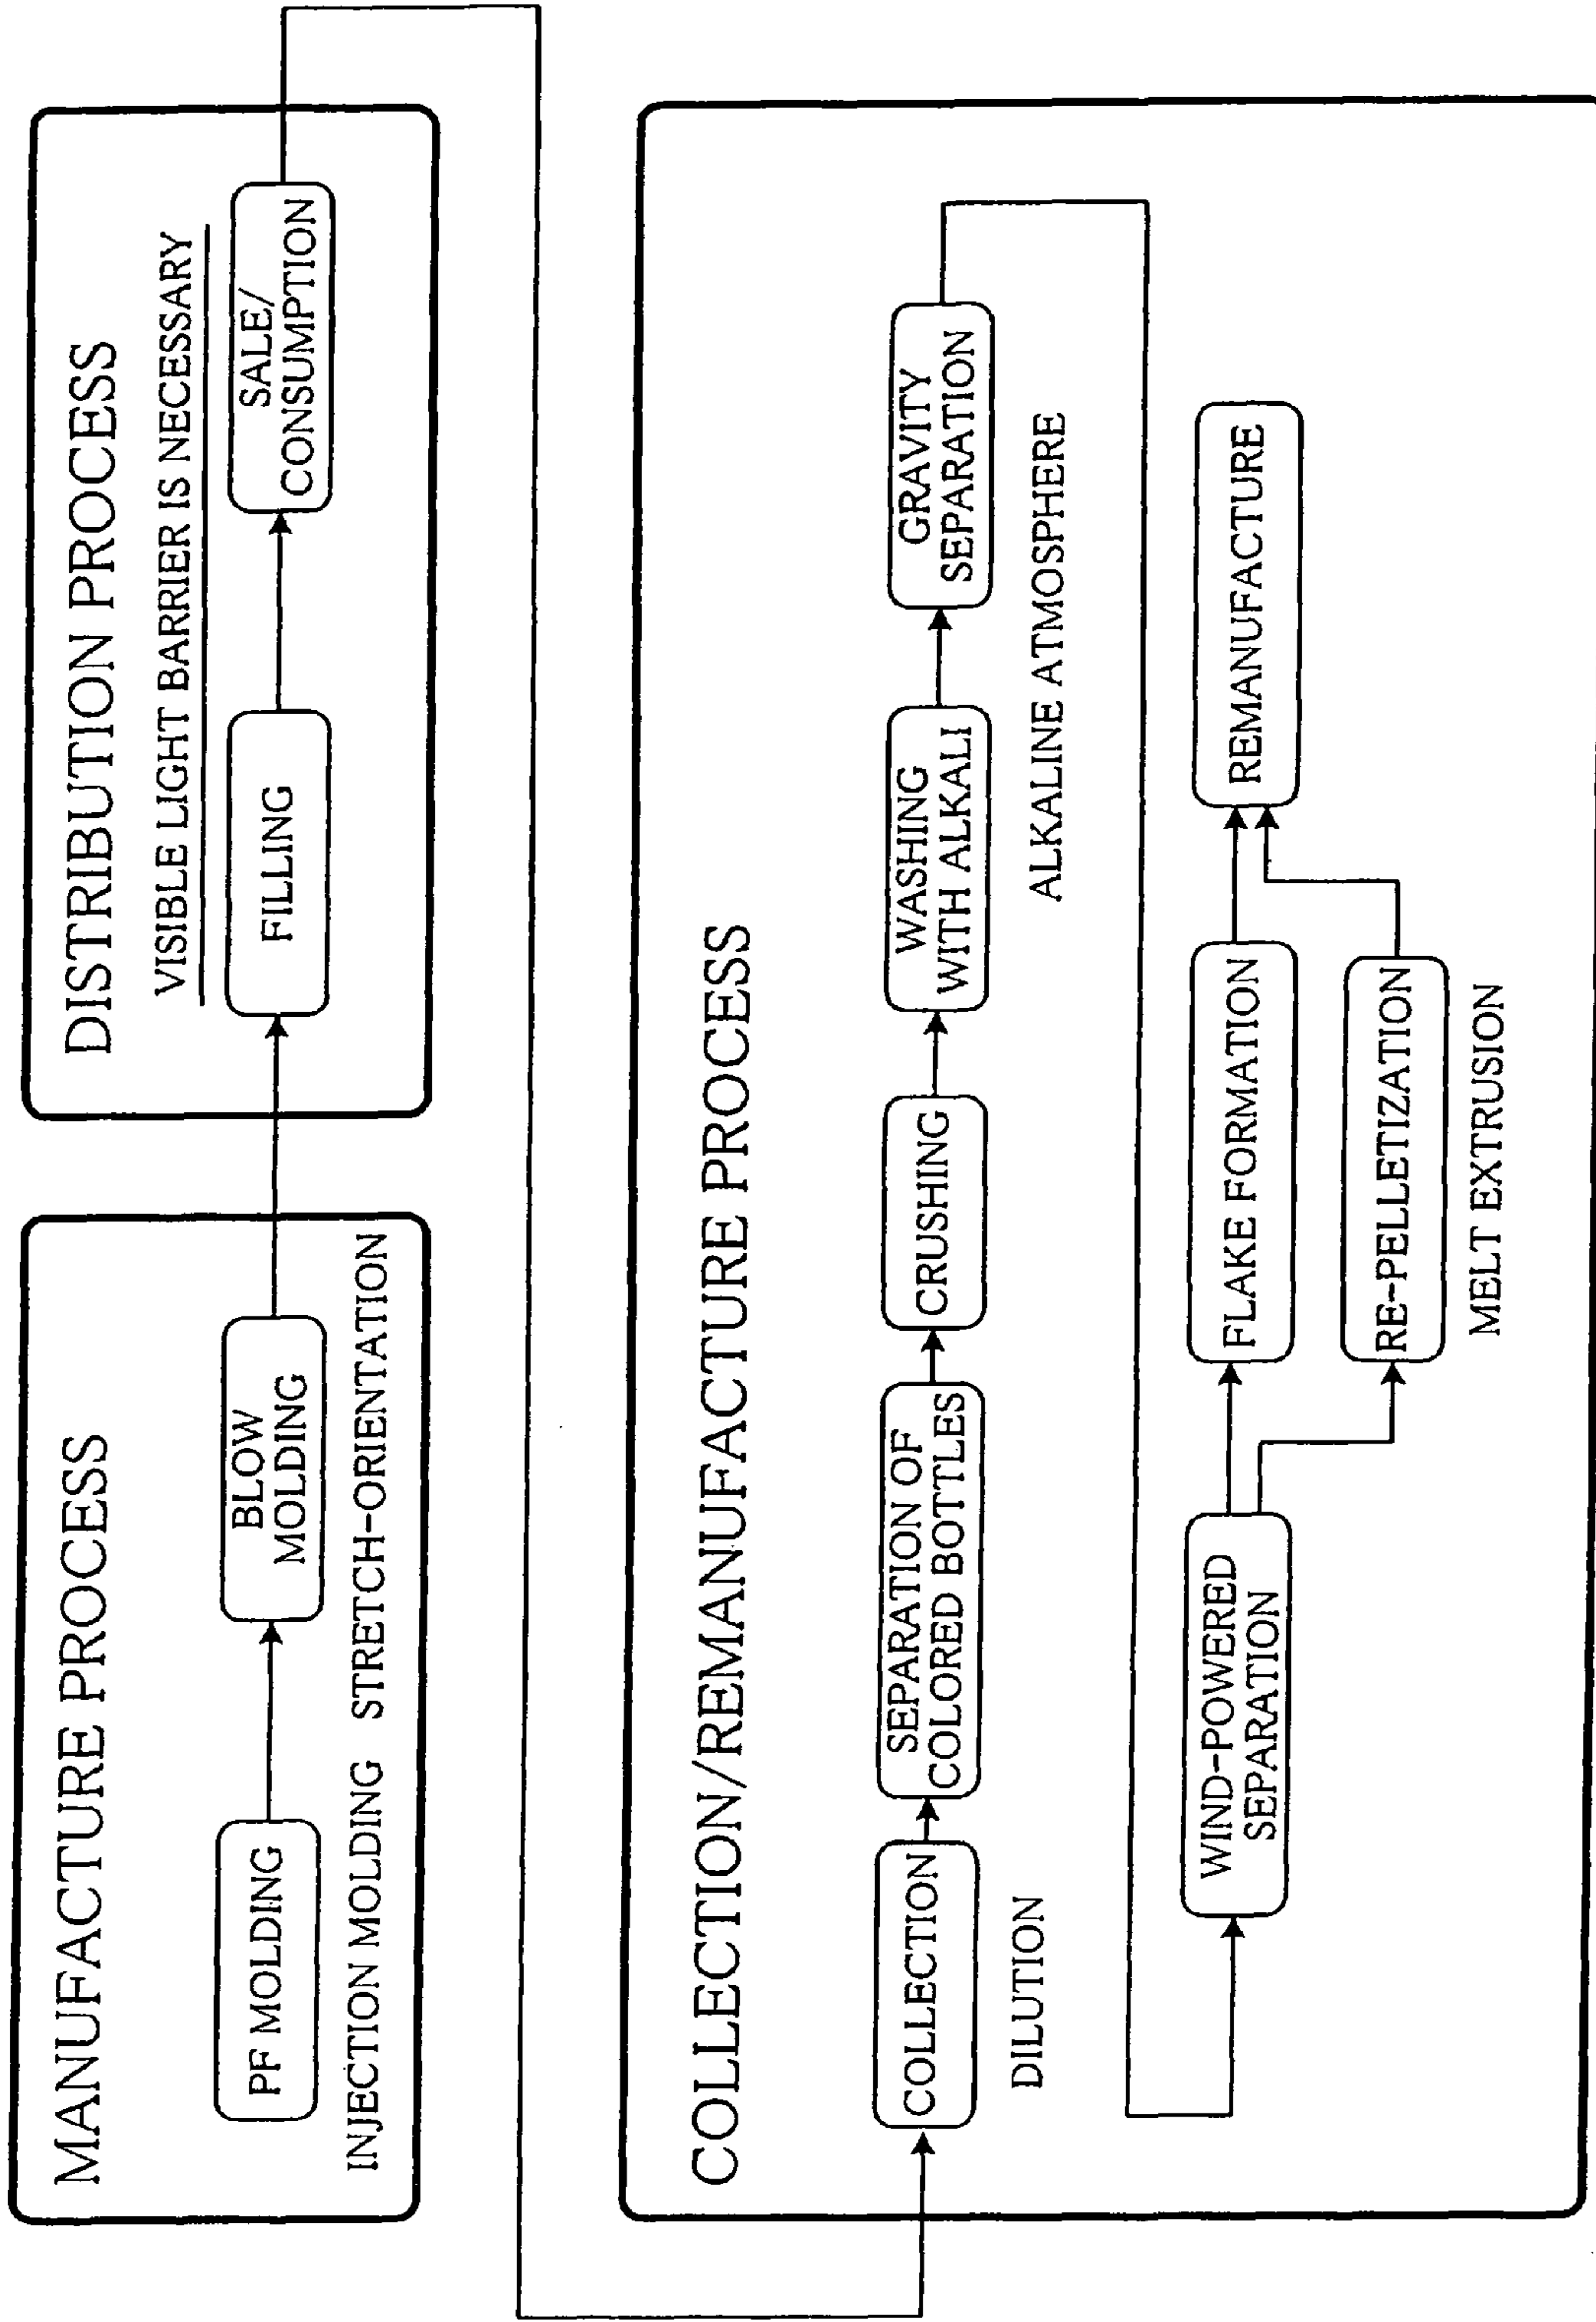 MANUFACTURE PROCESS
PF MOLDING
BLOW
MOLDING
INJECTION MOLDING
STRETCH-ORIENTATION
DISTRIBUTION PROCESS
VISIBLE LIGHT BARRIER IS NECESSARY
FILLING
SALE/
CONSUMPTION
COLLECTION/REMANUFACTURE PROCESS
COLLECTION
SEPARATION OF
COLORED BOTTLES
CRUSHING
WASHING
WITH ALKALI
GRAVITY
SEPARATION
DILUTION
ALKALINE ATMOSPHERE
WIND-POWERED
SEPARATION
FLAKE FORMATION
REMANUFACTURE
RE-PELLETIZATION
MELT EXTRUSION